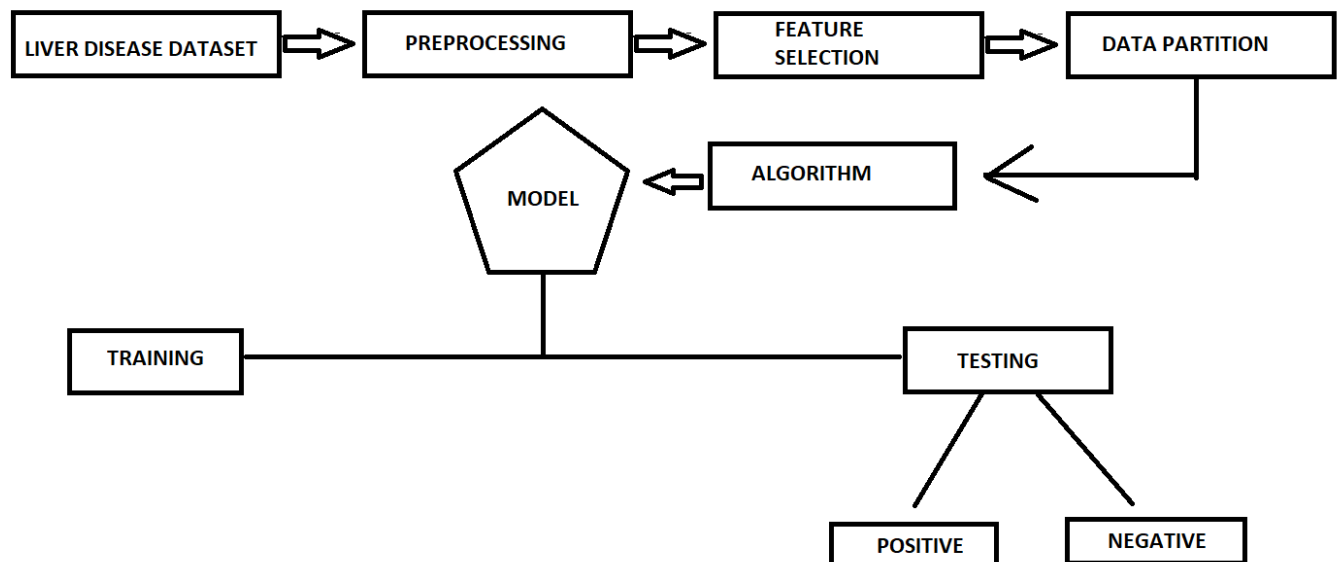 LIVER DISEASE DATASET
PREPROCESSING
FEATURE
SELECTION
DATA PARTITION
ALGORITHM
MODEL
TRAINING
TESTING
POSITIVE
NEGATIVE